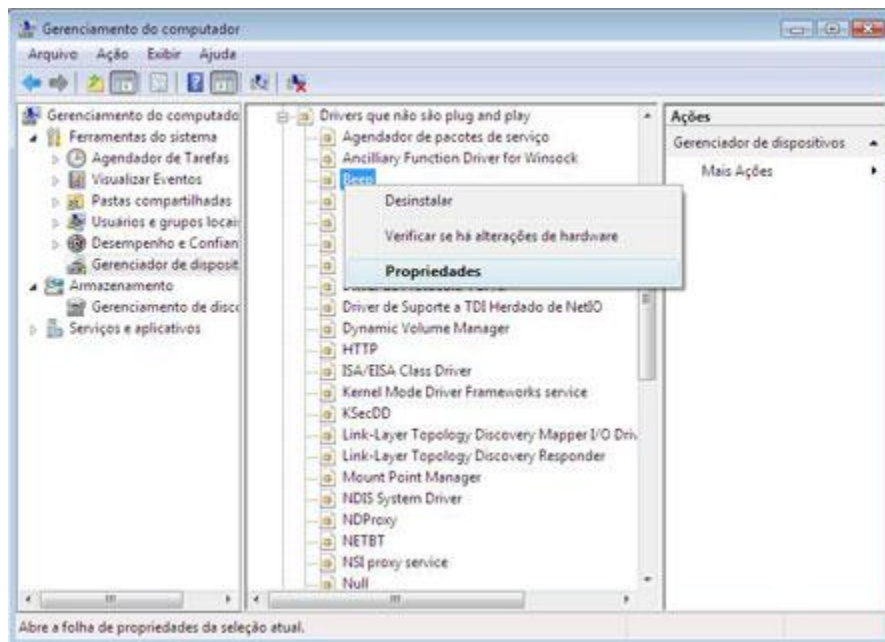 Gerenciamento do computador
Arquivo Ação Exibir Ajuda
Gerenciamento do computado
Ferramentas do sistema
Agendador de Tarefas
Visualizar Eventos
Pastas compartilhadas
Usuários e grupos locai
Desempenho e Confian
Gerenciador de disposit
Armazenamento
Gerenciamento de disco
Serviços e aplicativos
Drivers que não são plug and play
Agendador de pacotes de serviço
Ancilliary Function Driver for Winsock
Beep
Desinstalar
Verificar se há alterações de hardware
Propriedades
Driver de Suporte a TDI Herdado de NetIO
Dynamic Volume Manager
HTTP
ISA/EISA Class Driver
Kernel Mode Driver Frameworks service
KSecDD
Link-Layer Topology Discovery Mapper I/O Driv
Link-Layer Topology Discovery Responder
Mount Point Manager
NDIS System Driver
NDProxy
NETBT
NSI proxy service
Null
Ações
Gerenciador de dispositivos
Mais Ações
Abre a folha de propriedades da seleção atual.